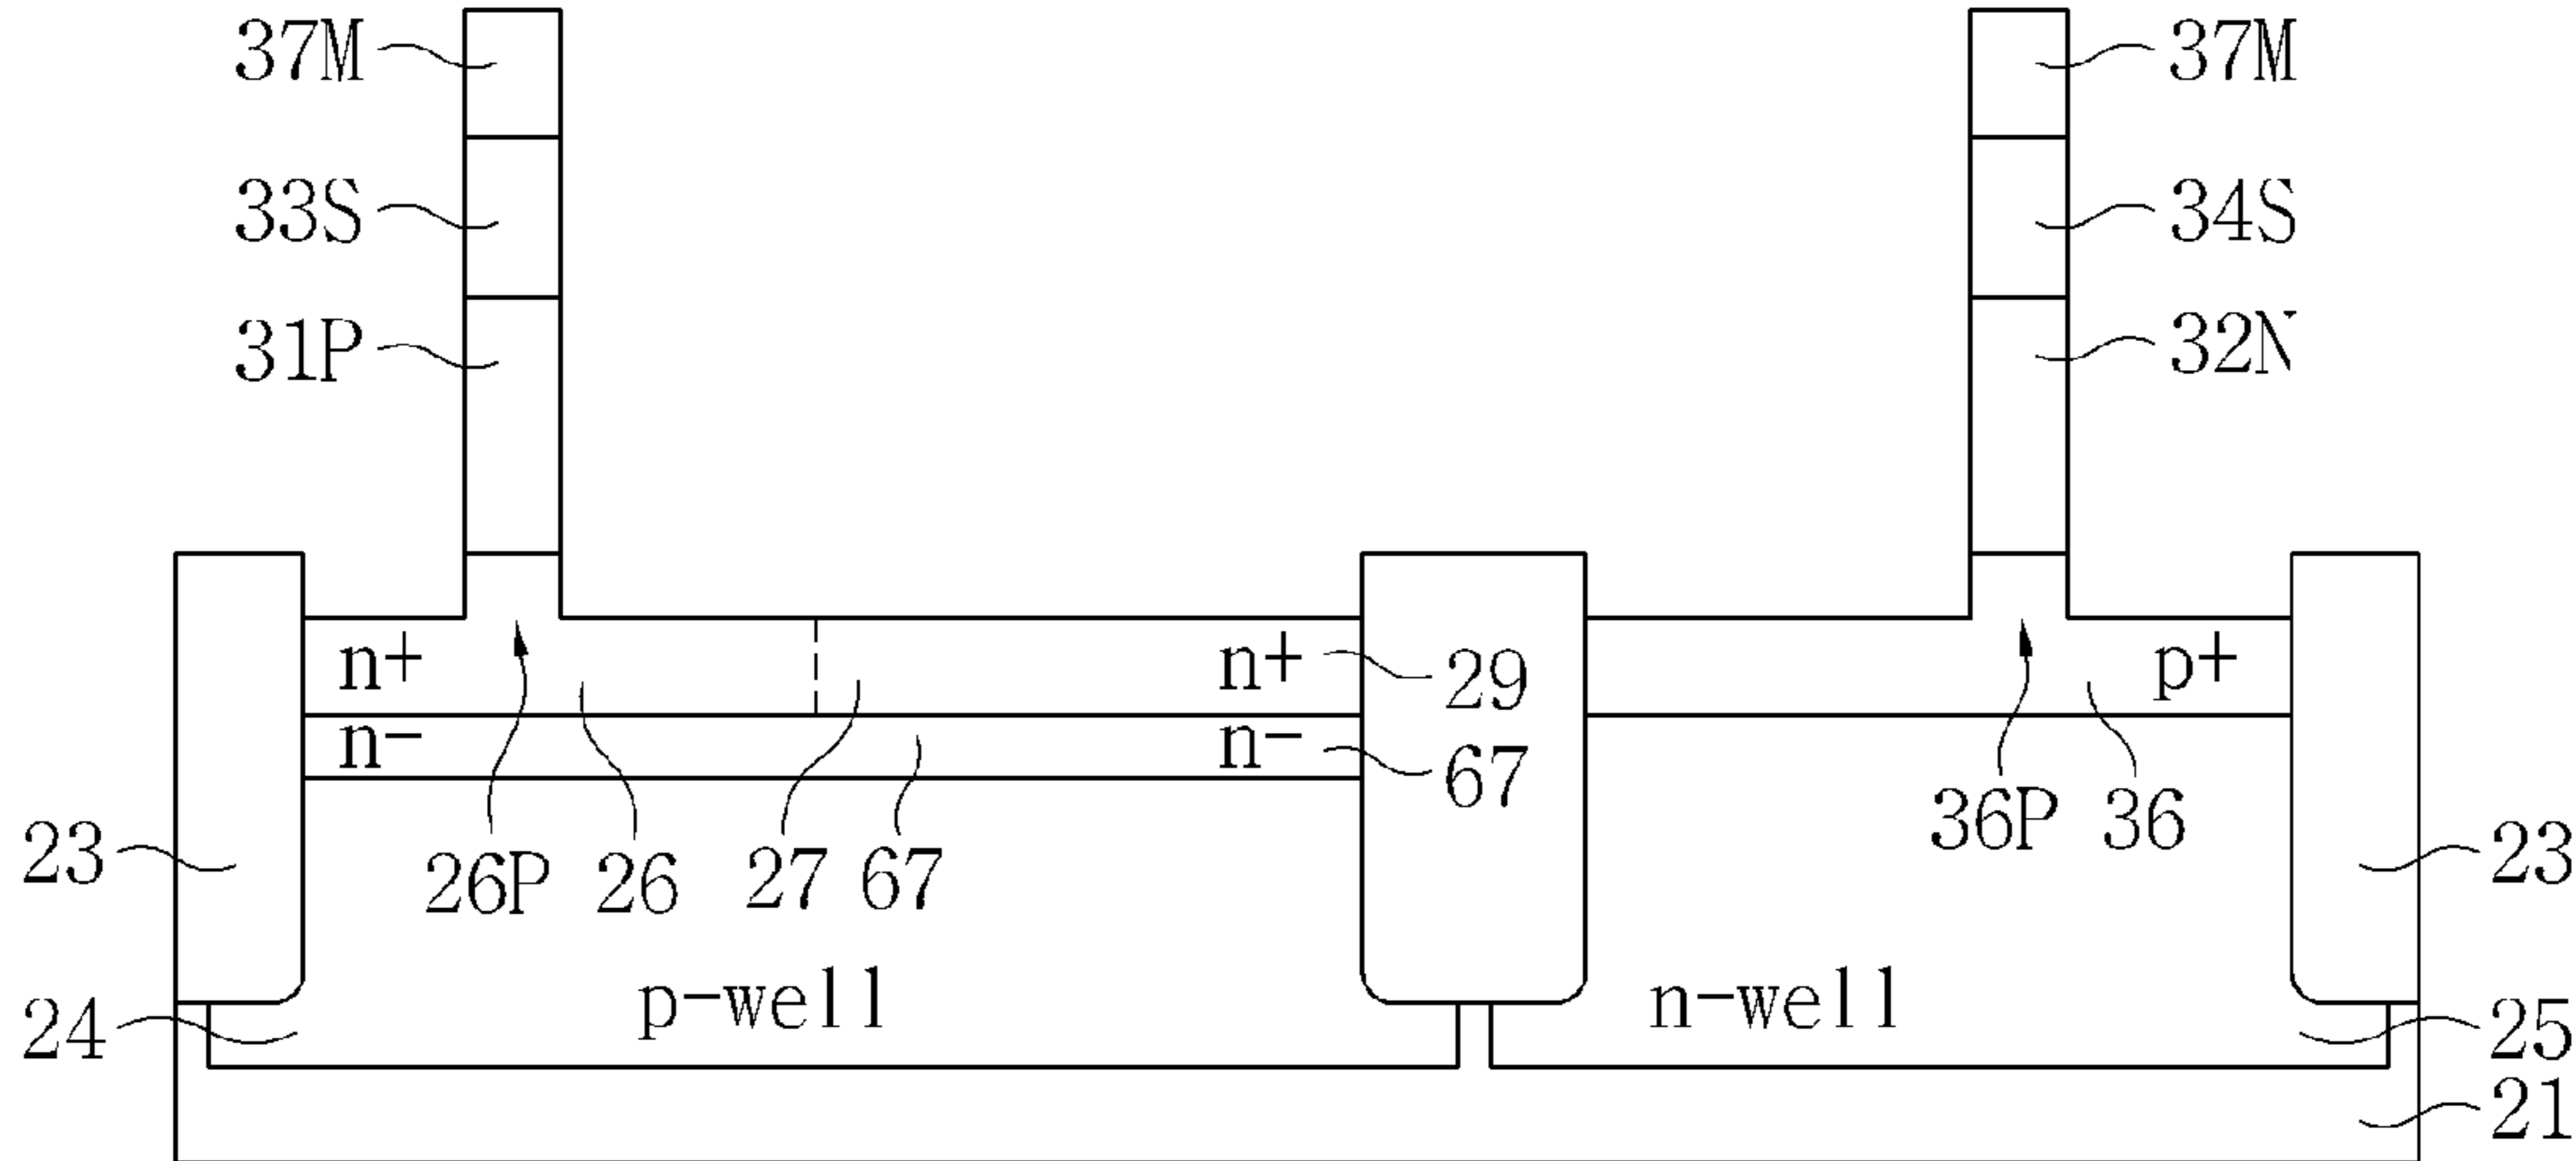 37M 37M
33S 34S
31P 32N
n+ n+ 29 p+
n- n- 67
23 26P 26 27 67 36P 36 23
24 p-well n-well 25
21